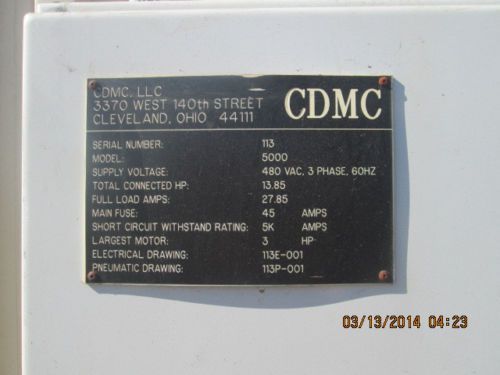 CDMC, LLC
3370 WEST 140th STREET
CLEVELAND, OHIO 44111
CDMC
SERIAL NUMBER: 113
MODEL: 5000
SUPPLY VOLTAGE: 480 VAC, 3 PHASE, 60HZ
TOTAL CONNECTED HP: 13.85
FULL LOAD AMPS: 27.85
MAIN FUSE: 45 AMPS
SHORT CIRCUIT WITHSTAND RATING: 5K AMPS
LARGEST MOTOR: 3 HP
ELECTRICAL DRAWING: 113E-001
PNEUMATIC DRAWING: 113P-001
03/13/2014 04:23